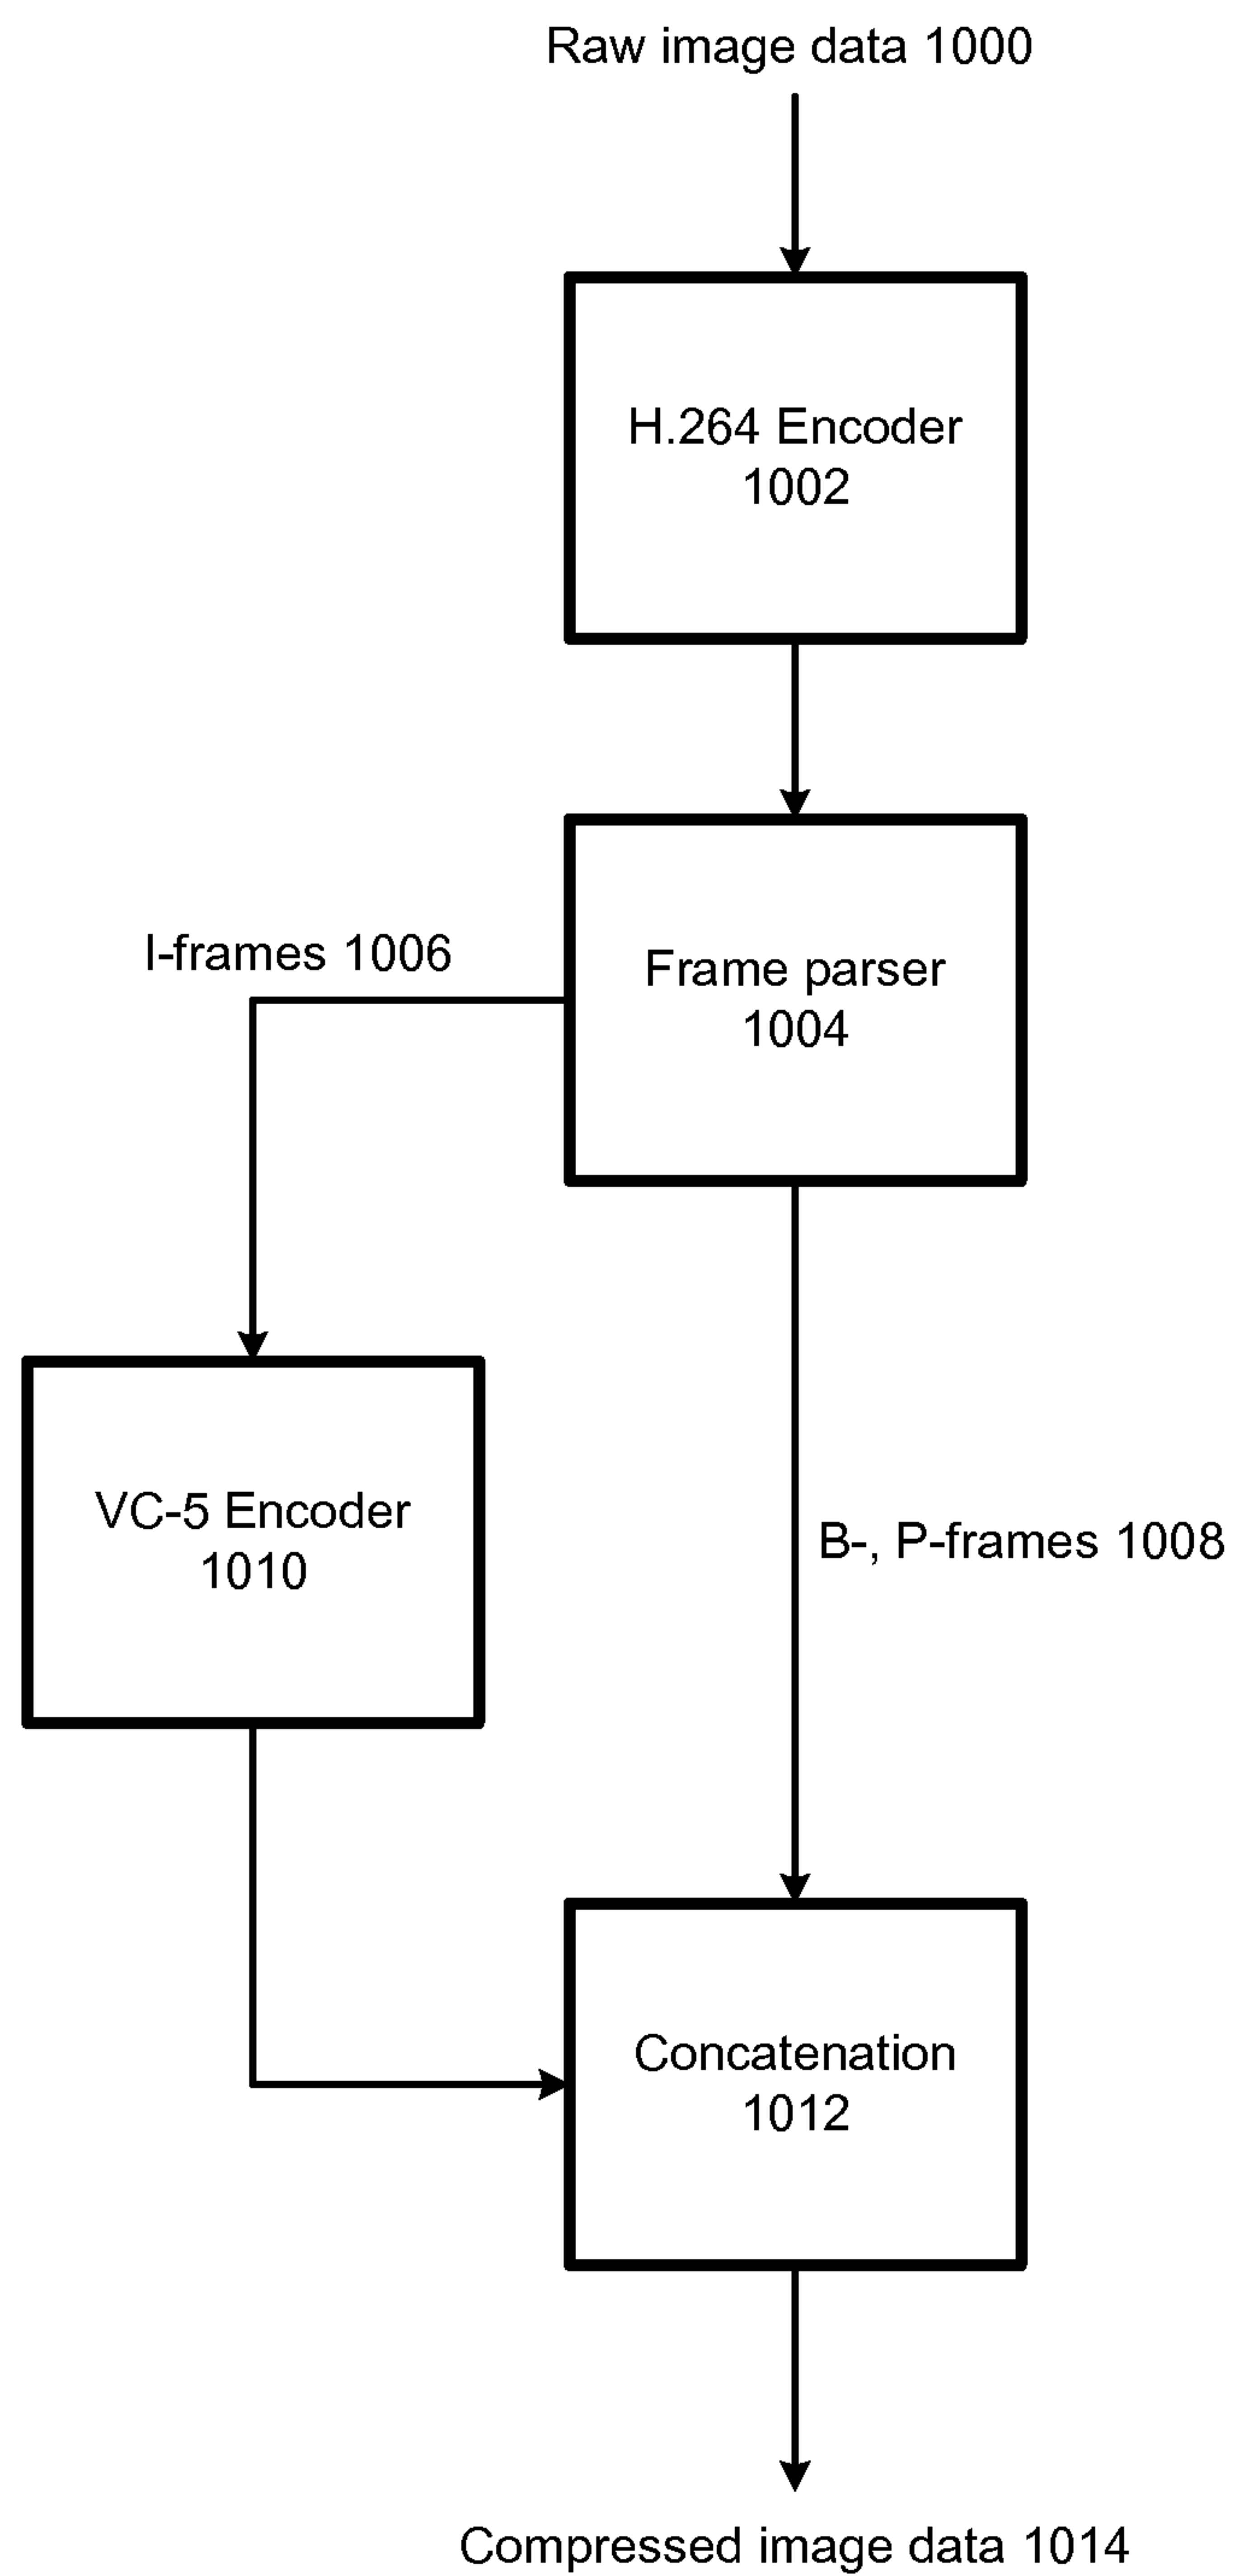 Raw image data 1000
H.264 Encoder
1002
I-frames 1006
Frame parser
1004
VC-5 Encoder
1010
B-, P-frames 1008
Concatenation
1012
Compressed image data 1014